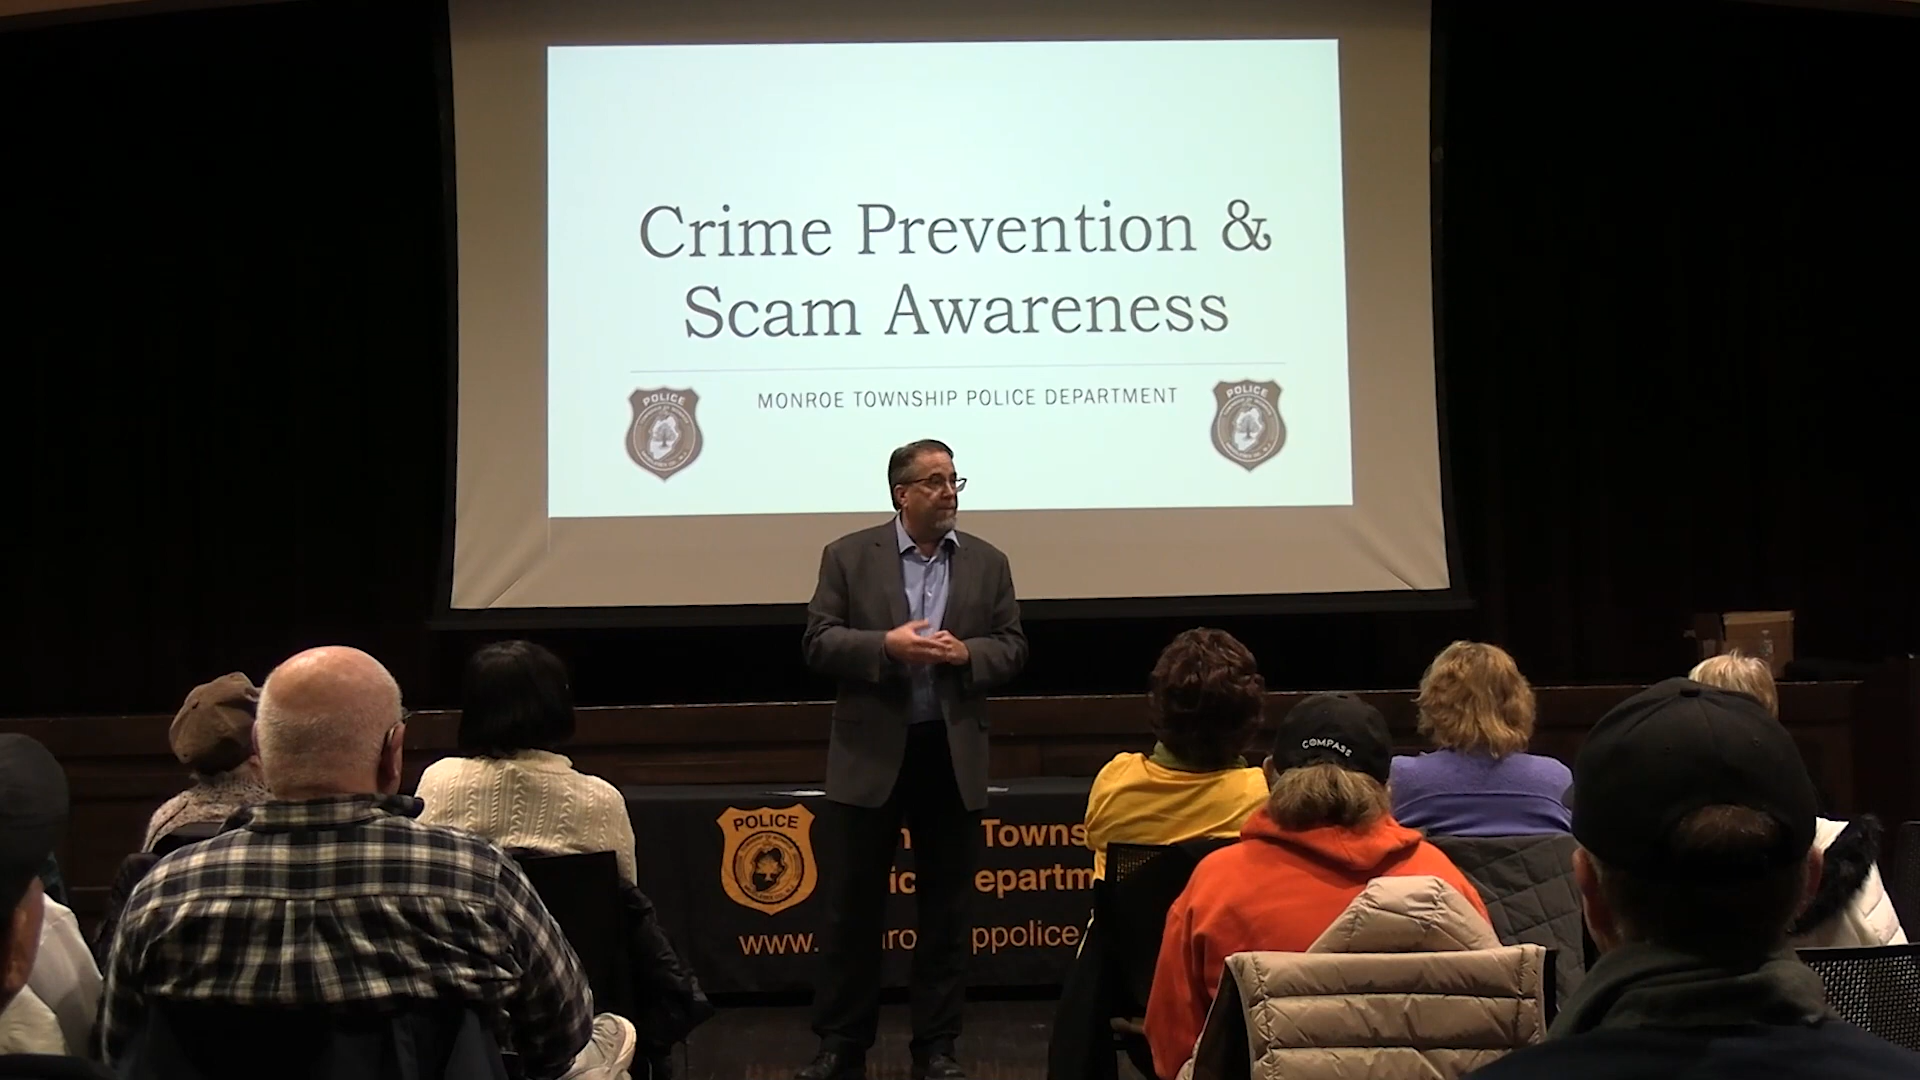 Crime Prevention &
Scam Awareness
POLICE
MONROE TOWNSHIP POLICE DEPARTMENT
POLICE
COMPASS
POLICE
Towns
epartm
www.
ppolice